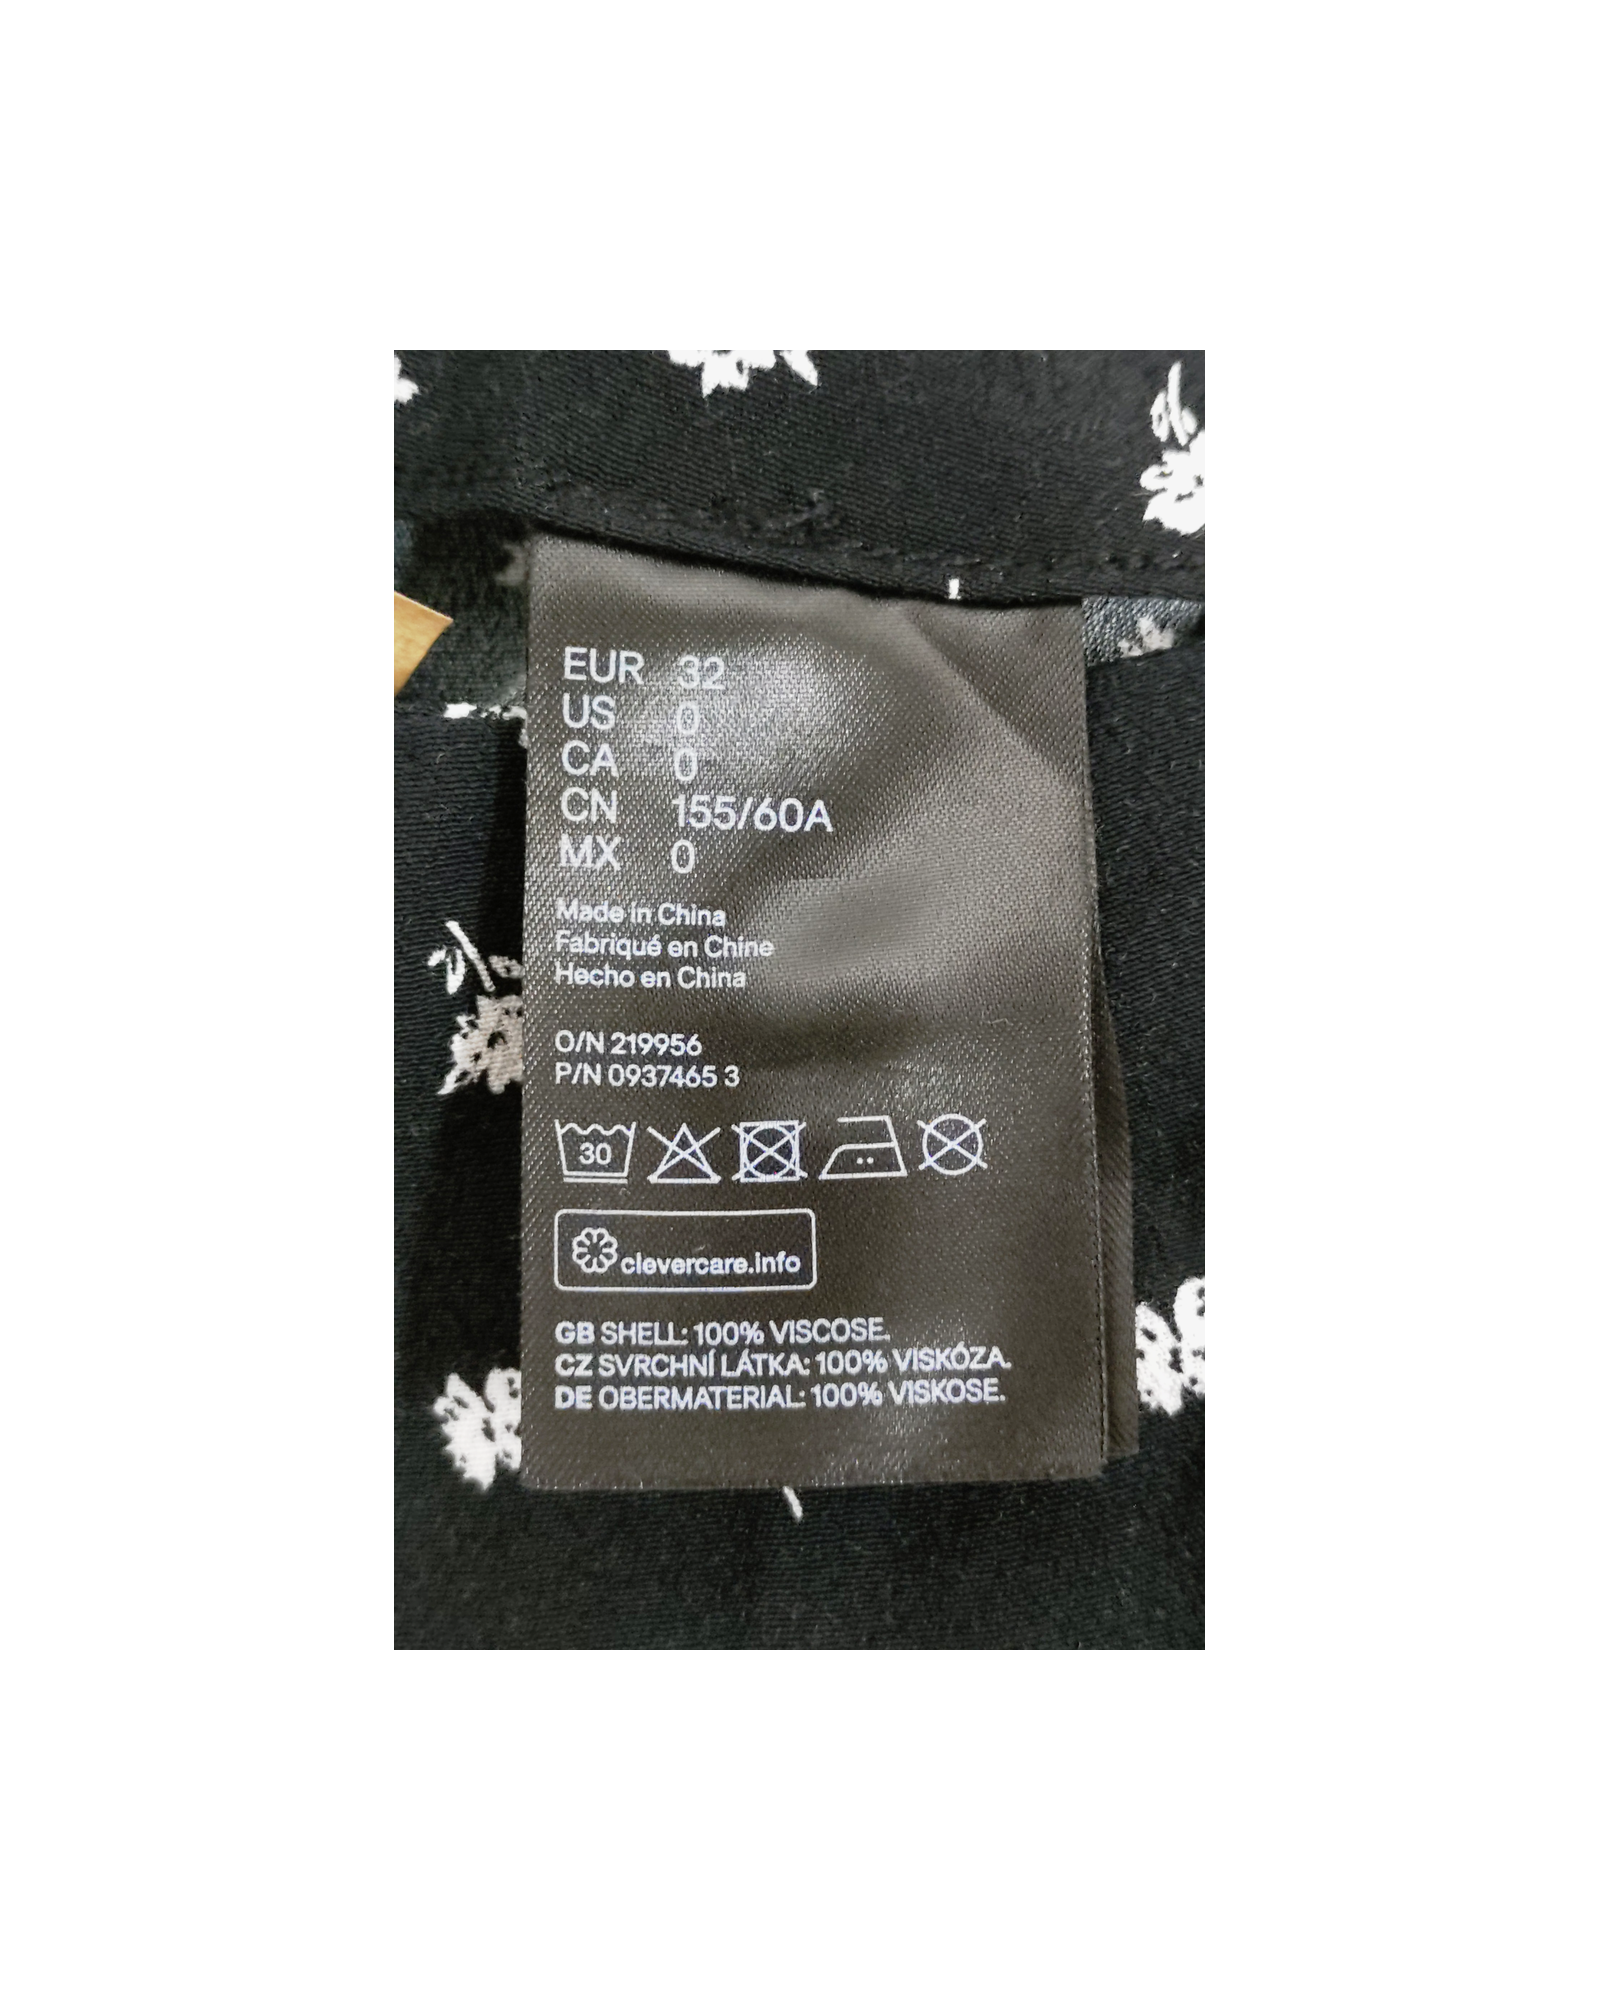 EUR 32
US 0
CA 0
CN 155/60A
MX 0
Made in China
Fabriqué en Chine
Hecho en China
O/N 219956
P/N 0937465 3
30
clevercare.info
GB SHELL: 100% VISCOSE.
CZ SVRCHNÍ LÁTKA: 100% VISKÓZA.
DE OBERMATERIAL: 100% VISKOSE.